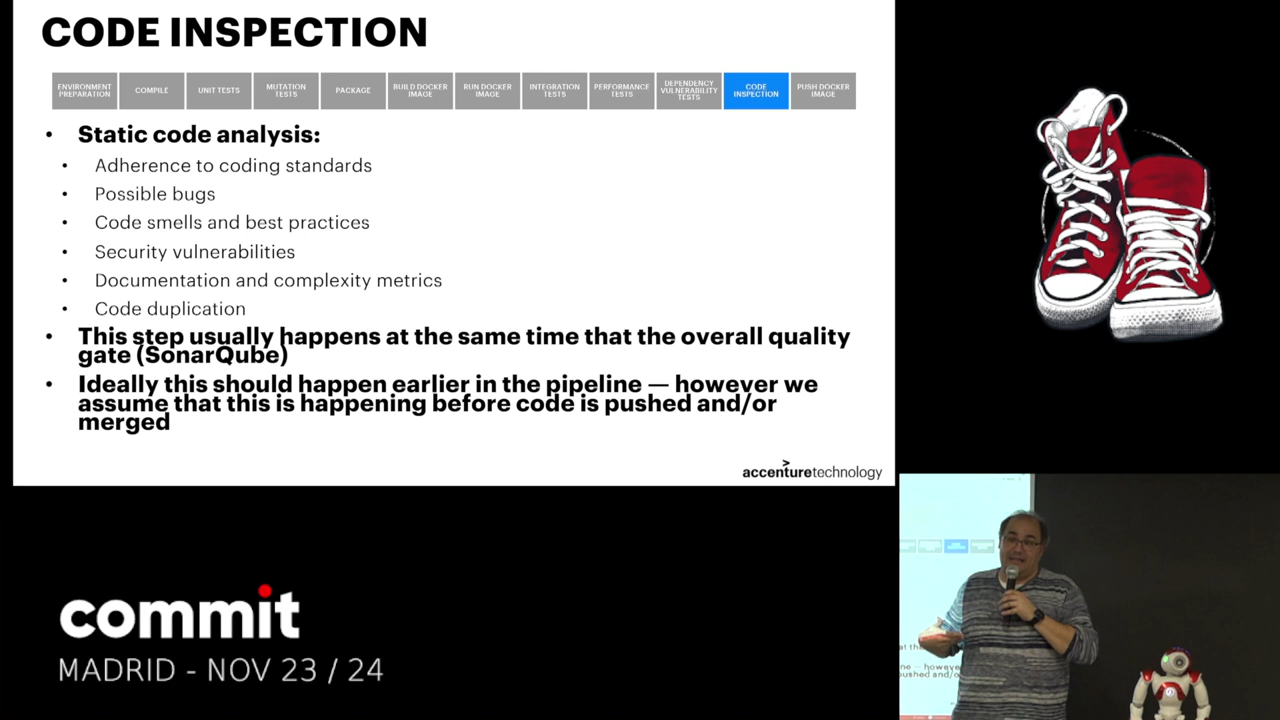 CODE INSPECTION
ENVIRONMENT
PREPARATION
COMPILE
UNIT TESTS
MUTATION
TESTS
PACKAGE
BUILD DOCKER
IMAGE
RUN DOCKER
IMAGE
INTEGRATION
TESTS
PERFORMANCE
TESTS
DEPENDENCY
VULNERABILITY
TESTS
CODE
INSPECTION
PUSH DOCKER
IMAGE
• Static code analysis:
• Adherence to coding standards
• Possible bugs
• Code smells and best practices
• Security vulnerabilities
• Documentation and complexity metrics
• Code duplication
• This step usually happens at the same time that the overall quality
gate (SonarQube)
• Ideally this should happen earlier in the pipeline — however we
assume that this is happening before code is pushed and/or
merged
accenturetechnology
commit
MADRID - NOV 23 / 24